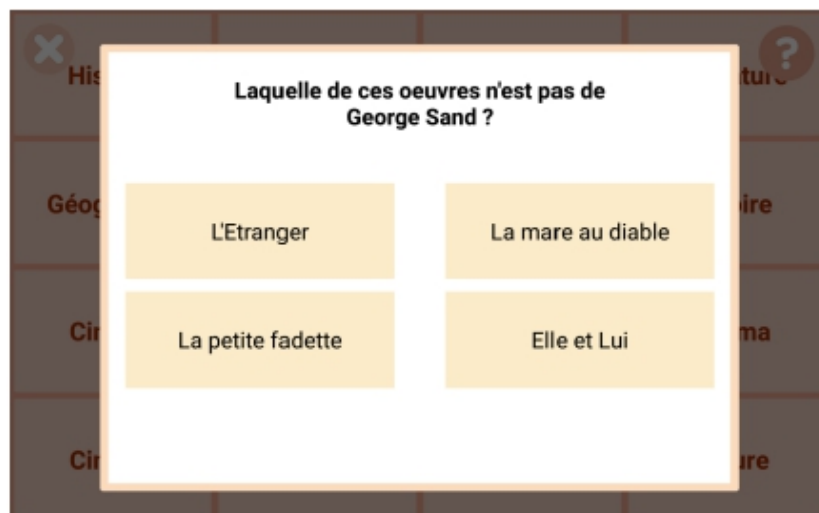 Laquelle de ces oeuvres n'est pas de
George Sand ?
L'Etranger
La mare au diable
La petite fadette
Elle et Lui
?